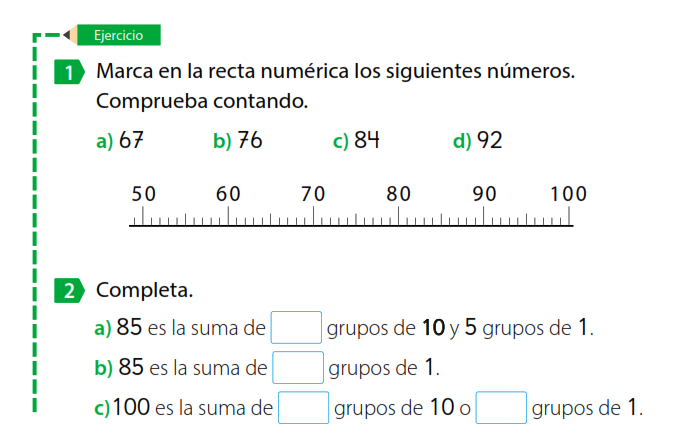 Ejercicio
1 Marca en la recta numérica los siguientes números.
Comprueba contando.
a) 67 b) 76 c) 84 d) 92
50 60 70 80 90 100
2 Completa.
a) 85 es la suma de grupos de 10 y 5 grupos de 1.
b) 85 es la suma de grupos de 1.
c) 100 es la suma de grupos de 10 o grupos de 1.